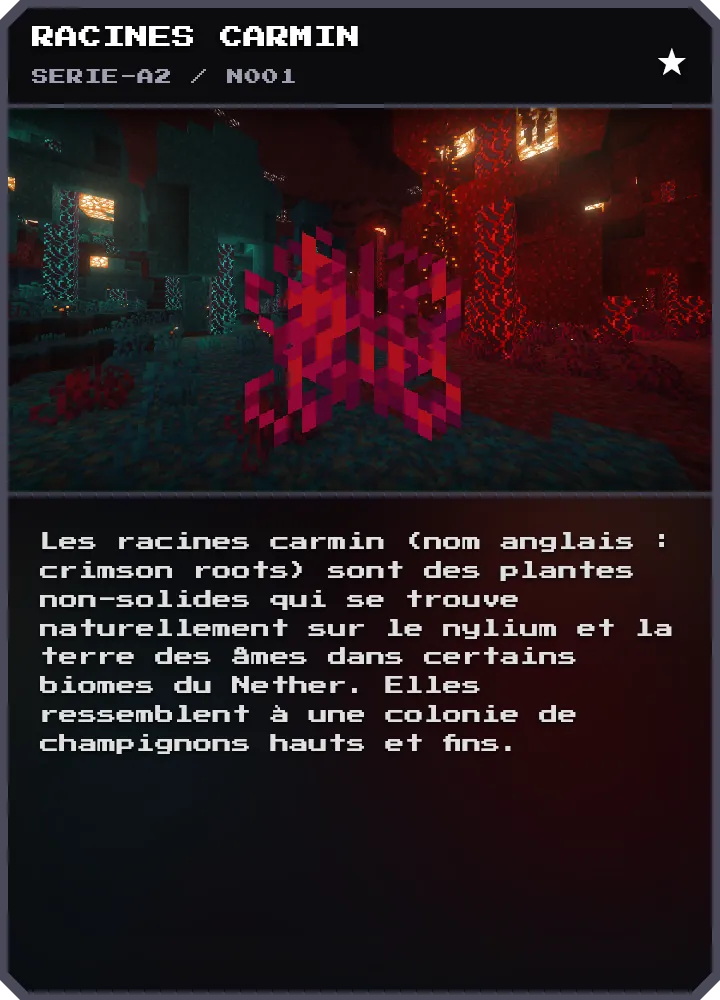 RACINES CARMIN
SERIE-A2 / N001
Les racines carmin (nom anglais :
crimson roots) sont des plantes
non-solides qui se trouve
naturellement sur le nylium et la
terre des âmes dans certains
biomes du Nether. Elles
ressemblent à une colonie de
champignons hauts et fins.